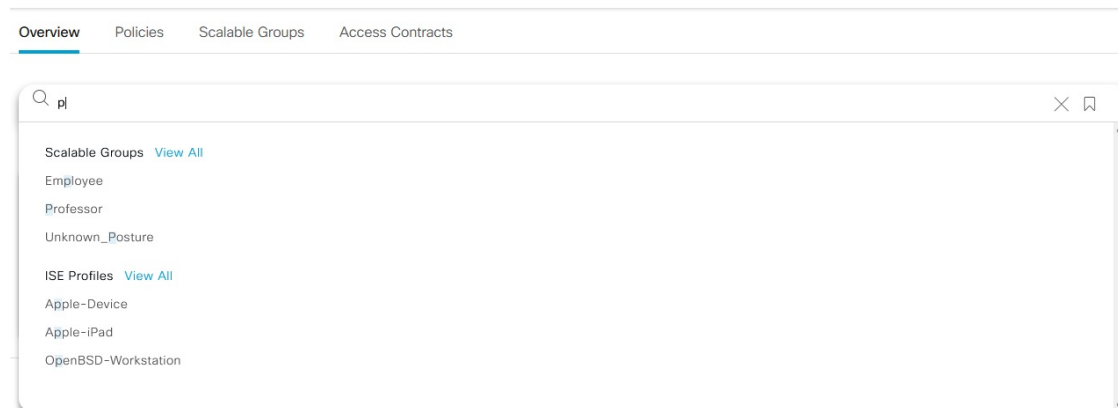 Overview Policies Scalable Groups Access Contracts
p
Scalable Groups View All
Employee
Professor
Unknown_Posture
ISE Profiles View All
Apple-Device
Apple-iPad
OpenBSD-Workstation